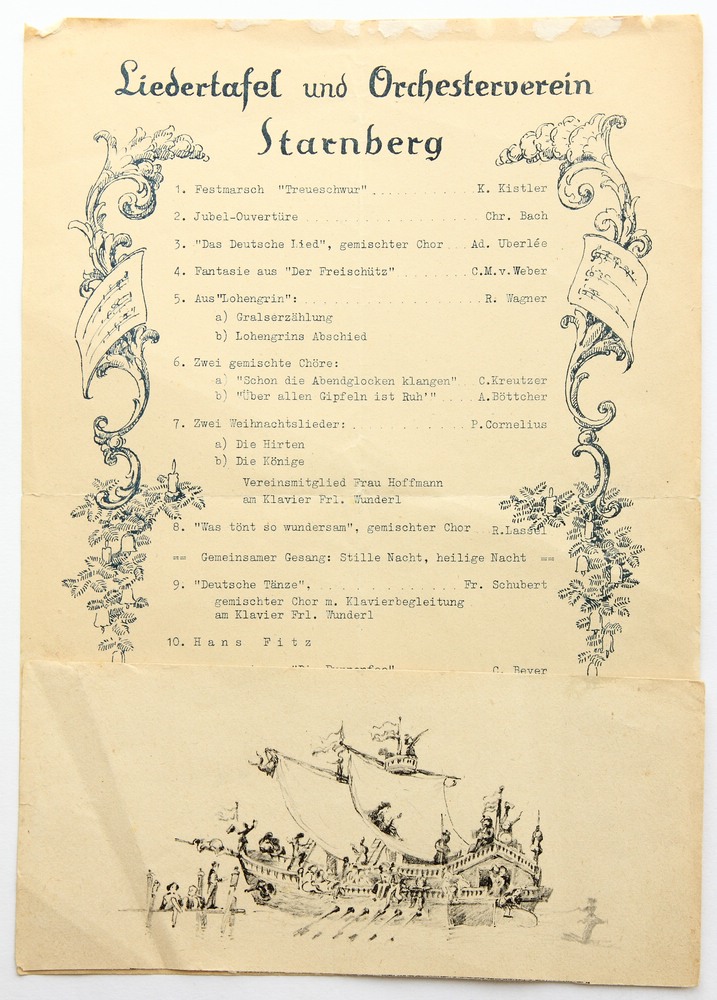 Liedertafel und Orchesterverein
Starnberg
1. Festmarsch "Treueschwur" . . . . . . . . . . . K. Kistler
2. Jubel-Ouvertüre . . . . . . . . . . . . . . . . Chr. Bach
3. "Das Deutsche Lied", gemischter Chor . . Ad. Uberlée
4. Fantasie aus "Der Freischütz" . . . . . . . . C.M.v.Weber
5. Aus"Lohengrin": . . . . . . . . . . . . . . . . . R. Wagner
a) Gralserzählung
b) Lohengrins Abschied
6. Zwei gemischte Chöre:
a) "Schon die Abendglocken klangen" . . C.Kreutzer
b) "Über allen Gipfeln ist Ruh'" . . . . A.Böttcher
7. Zwei Weihnachtslieder: . . . . . . . . . . . . P.Cornelius
a) Die Hirten
b) Die Könige
Vereinsmitglied Frau Hoffmann
am Klavier Frl. Wunderl
8. "Was tönt so wundersam", gemischter Chor . . R.Lassel
== Gemeinsamer Gesang: Stille Nacht, heilige Nacht ==
9. "Deutsche Tänze". . . . . . . . . . . . . . . Fr. Schubert
gemischter Chor m. Klavierbegleitung
am Klavier Frl. Wunderl
10. H a n s  F i t z
C. Beyer